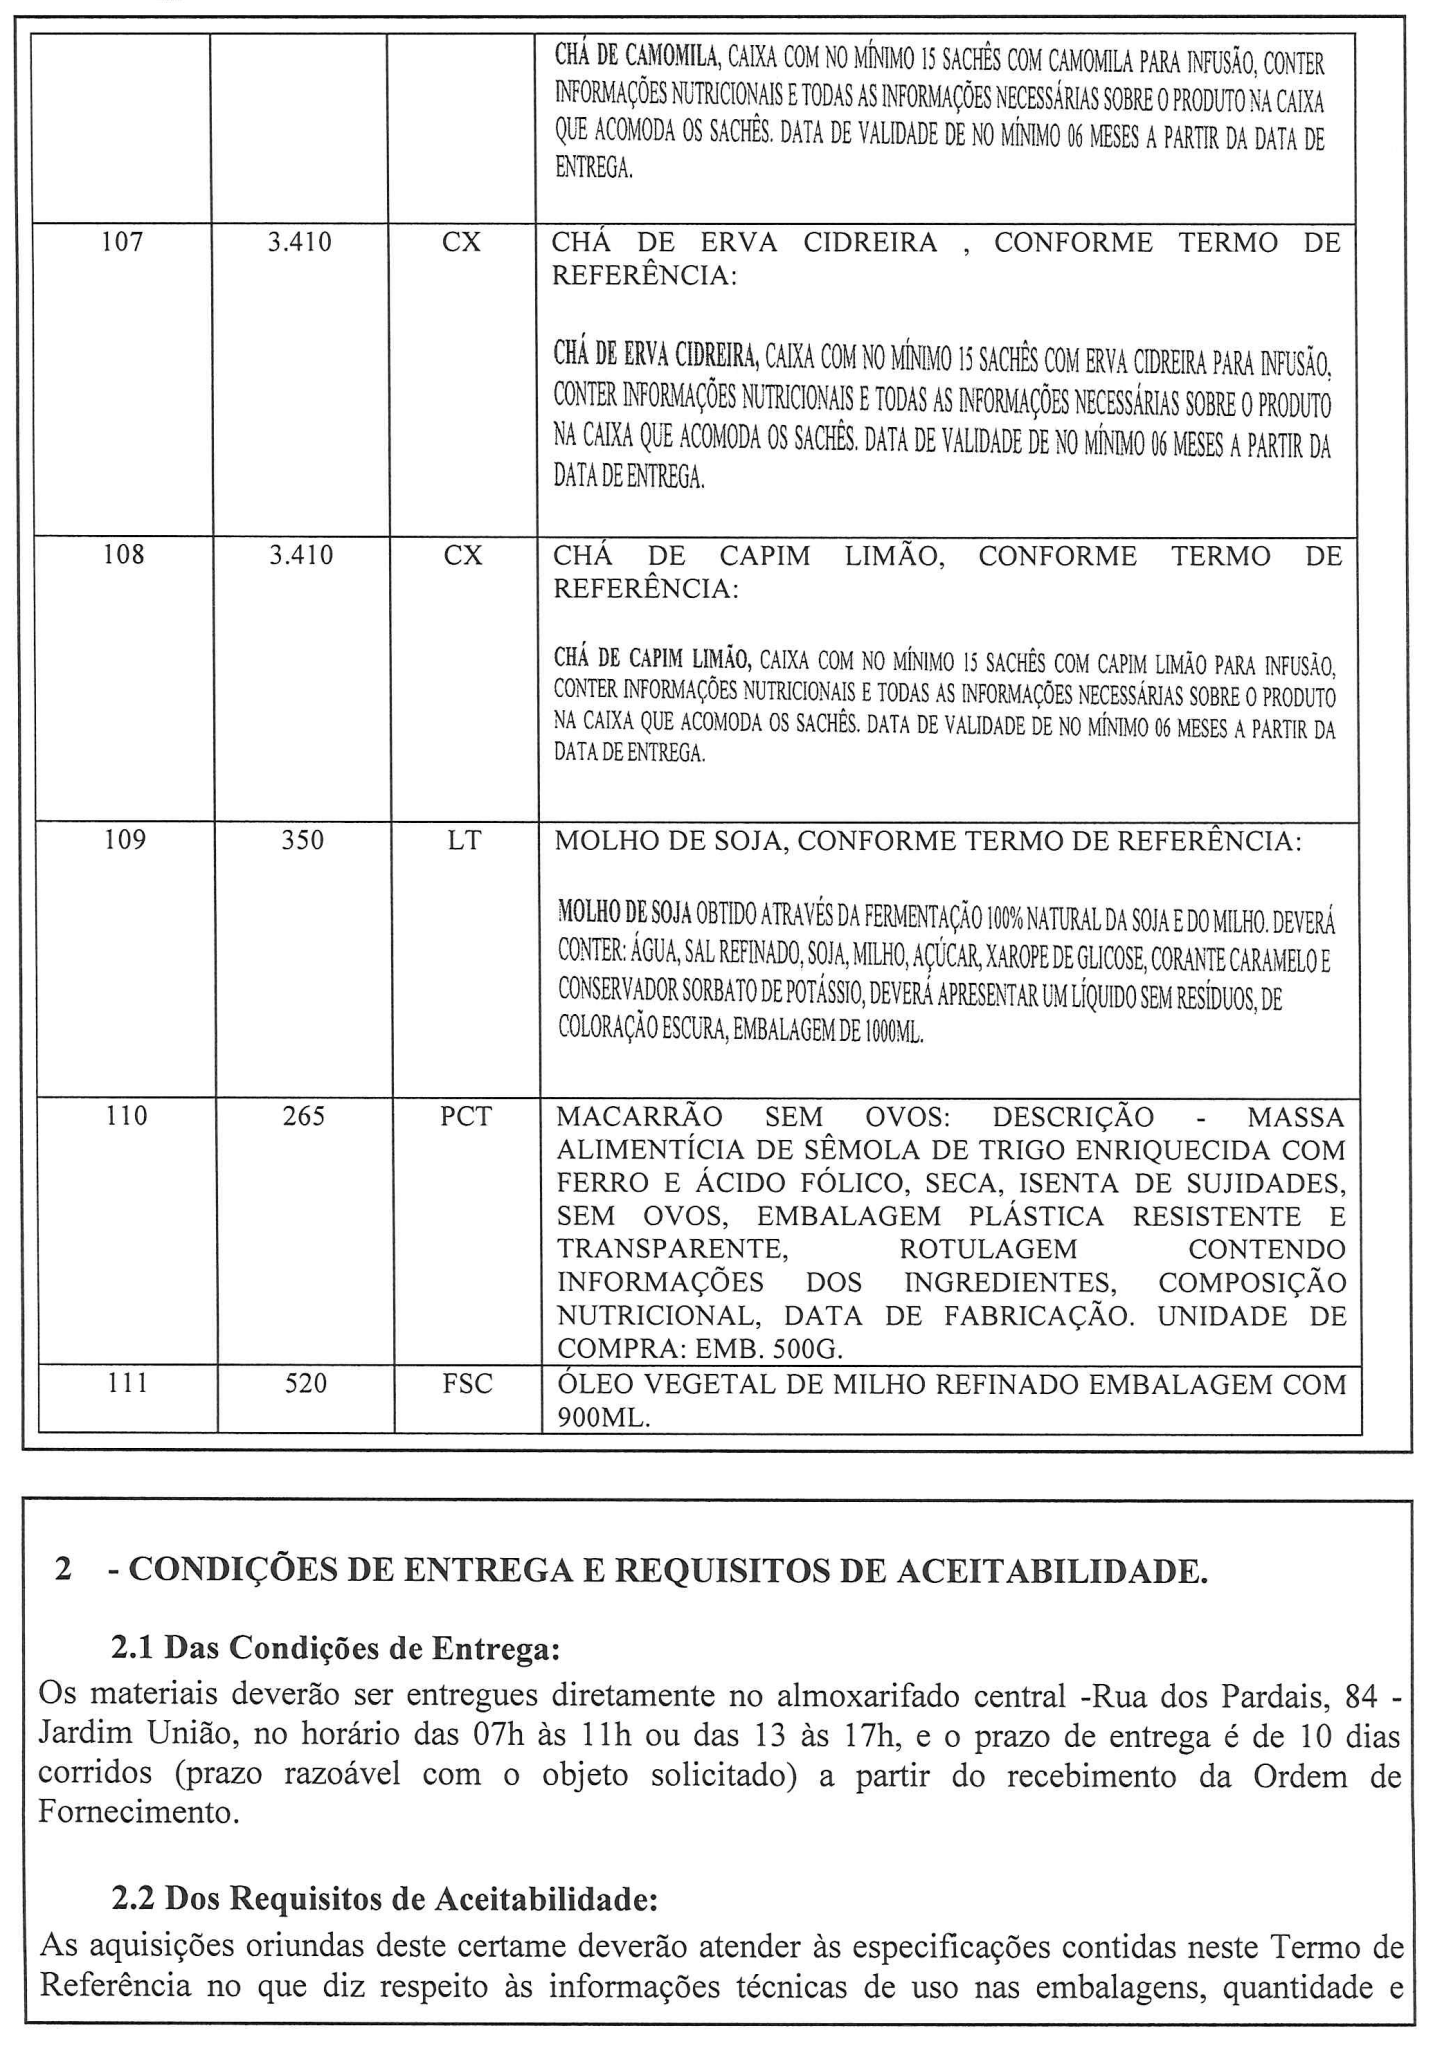 CHÁ DE CAMOMILA, CAIXA COM NO MÍNIMO 15 SACHÊS COM CAMOMILA PARA INFUSÃO, CONTER
INFORMAÇÕES NUTRICIONAIS E TODAS AS INFORMAÇÕES NECESSÁRIAS SOBRE O PRODUTO NA CAIXA
QUE ACOMODA OS SACHÊS. DATA DE VALIDADE DE NO MÍNIMO 06 MESES A PARTIR DA DATA DE
ENTREGA.
107 3.410 CX CHÁ DE ERVA CIDREIRA , CONFORME TERMO DE
REFERÊNCIA:
CHÁ DE ERVA CIDREIRA, CAIXA COM NO MÍNIMO 15 SACHÊS COM ERVA CIDREIRA PARA INFUSÃO,
CONTER INFORMAÇÕES NUTRICIONAIS E TODAS AS INFORMAÇÕES NECESSÁRIAS SOBRE O PRODUTO
NA CAIXA QUE ACOMODA OS SACHÊS. DATA DE VALIDADE DE NO MÍNIMO 06 MESES A PARTIR DA
DATA DE ENTREGA.
108 3.410 CX CHÁ DE CAPIM LIMÃO, CONFORME TERMO DE
REFERÊNCIA:
CHÁ DE CAPIM LIMÃO, CAIXA COM NO MÍNIMO 15 SACHÊS COM CAPIM LIMÃO PARA INFUSÃO,
CONTER INFORMAÇÕES NUTRICIONAIS E TODAS AS INFORMAÇÕES NECESSÁRIAS SOBRE O PRODUTO
NA CAIXA QUE ACOMODA OS SACHÊS. DATA DE VALIDADE DE NO MÍNIMO 06 MESES A PARTIR DA
DATA DE ENTREGA.
109 350 LT MOLHO DE SOJA, CONFORME TERMO DE REFERÊNCIA:
MOLHO DE SOJA OBTIDO ATRAVÉS DA FERMENTAÇÃO 100% NATURAL DA SOJA E DO MILHO. DEVERÁ
CONTER: ÁGUA, SAL REFINADO, SOJA, MILHO, AÇÚCAR, XAROPE DE GLICOSE, CORANTE CARAMELO E
CONSERVADOR SORBATO DE POTÁSSIO, DEVERÁ APRESENTAR UM LÍQUIDO SEM RESÍDUOS, DE
COLORAÇÃO ESCURA, EMBALAGEM DE 1000ML.
110 265 PCT MACARRÃO SEM OVOS: DESCRIÇÃO - MASSA
ALIMENTÍCIA DE SÊMOLA DE TRIGO ENRIQUECIDA COM
FERRO E ÁCIDO FÓLICO, SECA, ISENTA DE SUJIDADES,
SEM OVOS, EMBALAGEM PLÁSTICA RESISTENTE E
TRANSPARENTE, ROTULAGEM CONTENDO
INFORMAÇÕES DOS INGREDIENTES, COMPOSIÇÃO
NUTRICIONAL, DATA DE FABRICAÇÃO. UNIDADE DE
COMPRA: EMB. 500G.
111 520 FSC ÓLEO VEGETAL DE MILHO REFINADO EMBALAGEM COM
900ML.
2 - CONDIÇÕES DE ENTREGA E REQUISITOS DE ACEITABILIDADE.
2.1 Das Condições de Entrega:
Os materiais deverão ser entregues diretamente no almoxarifado central -Rua dos Pardais, 84 -
Jardim União, no horário das 07h às 11h ou das 13 às 17h, e o prazo de entrega é de 10 dias
corridos (prazo razoável com o objeto solicitado) a partir do recebimento da Ordem de
Fornecimento.
2.2 Dos Requisitos de Aceitabilidade:
As aquisições oriundas deste certame deverão atender às especificações contidas neste Termo de
Referência no que diz respeito às informações técnicas de uso nas embalagens, quantidade e